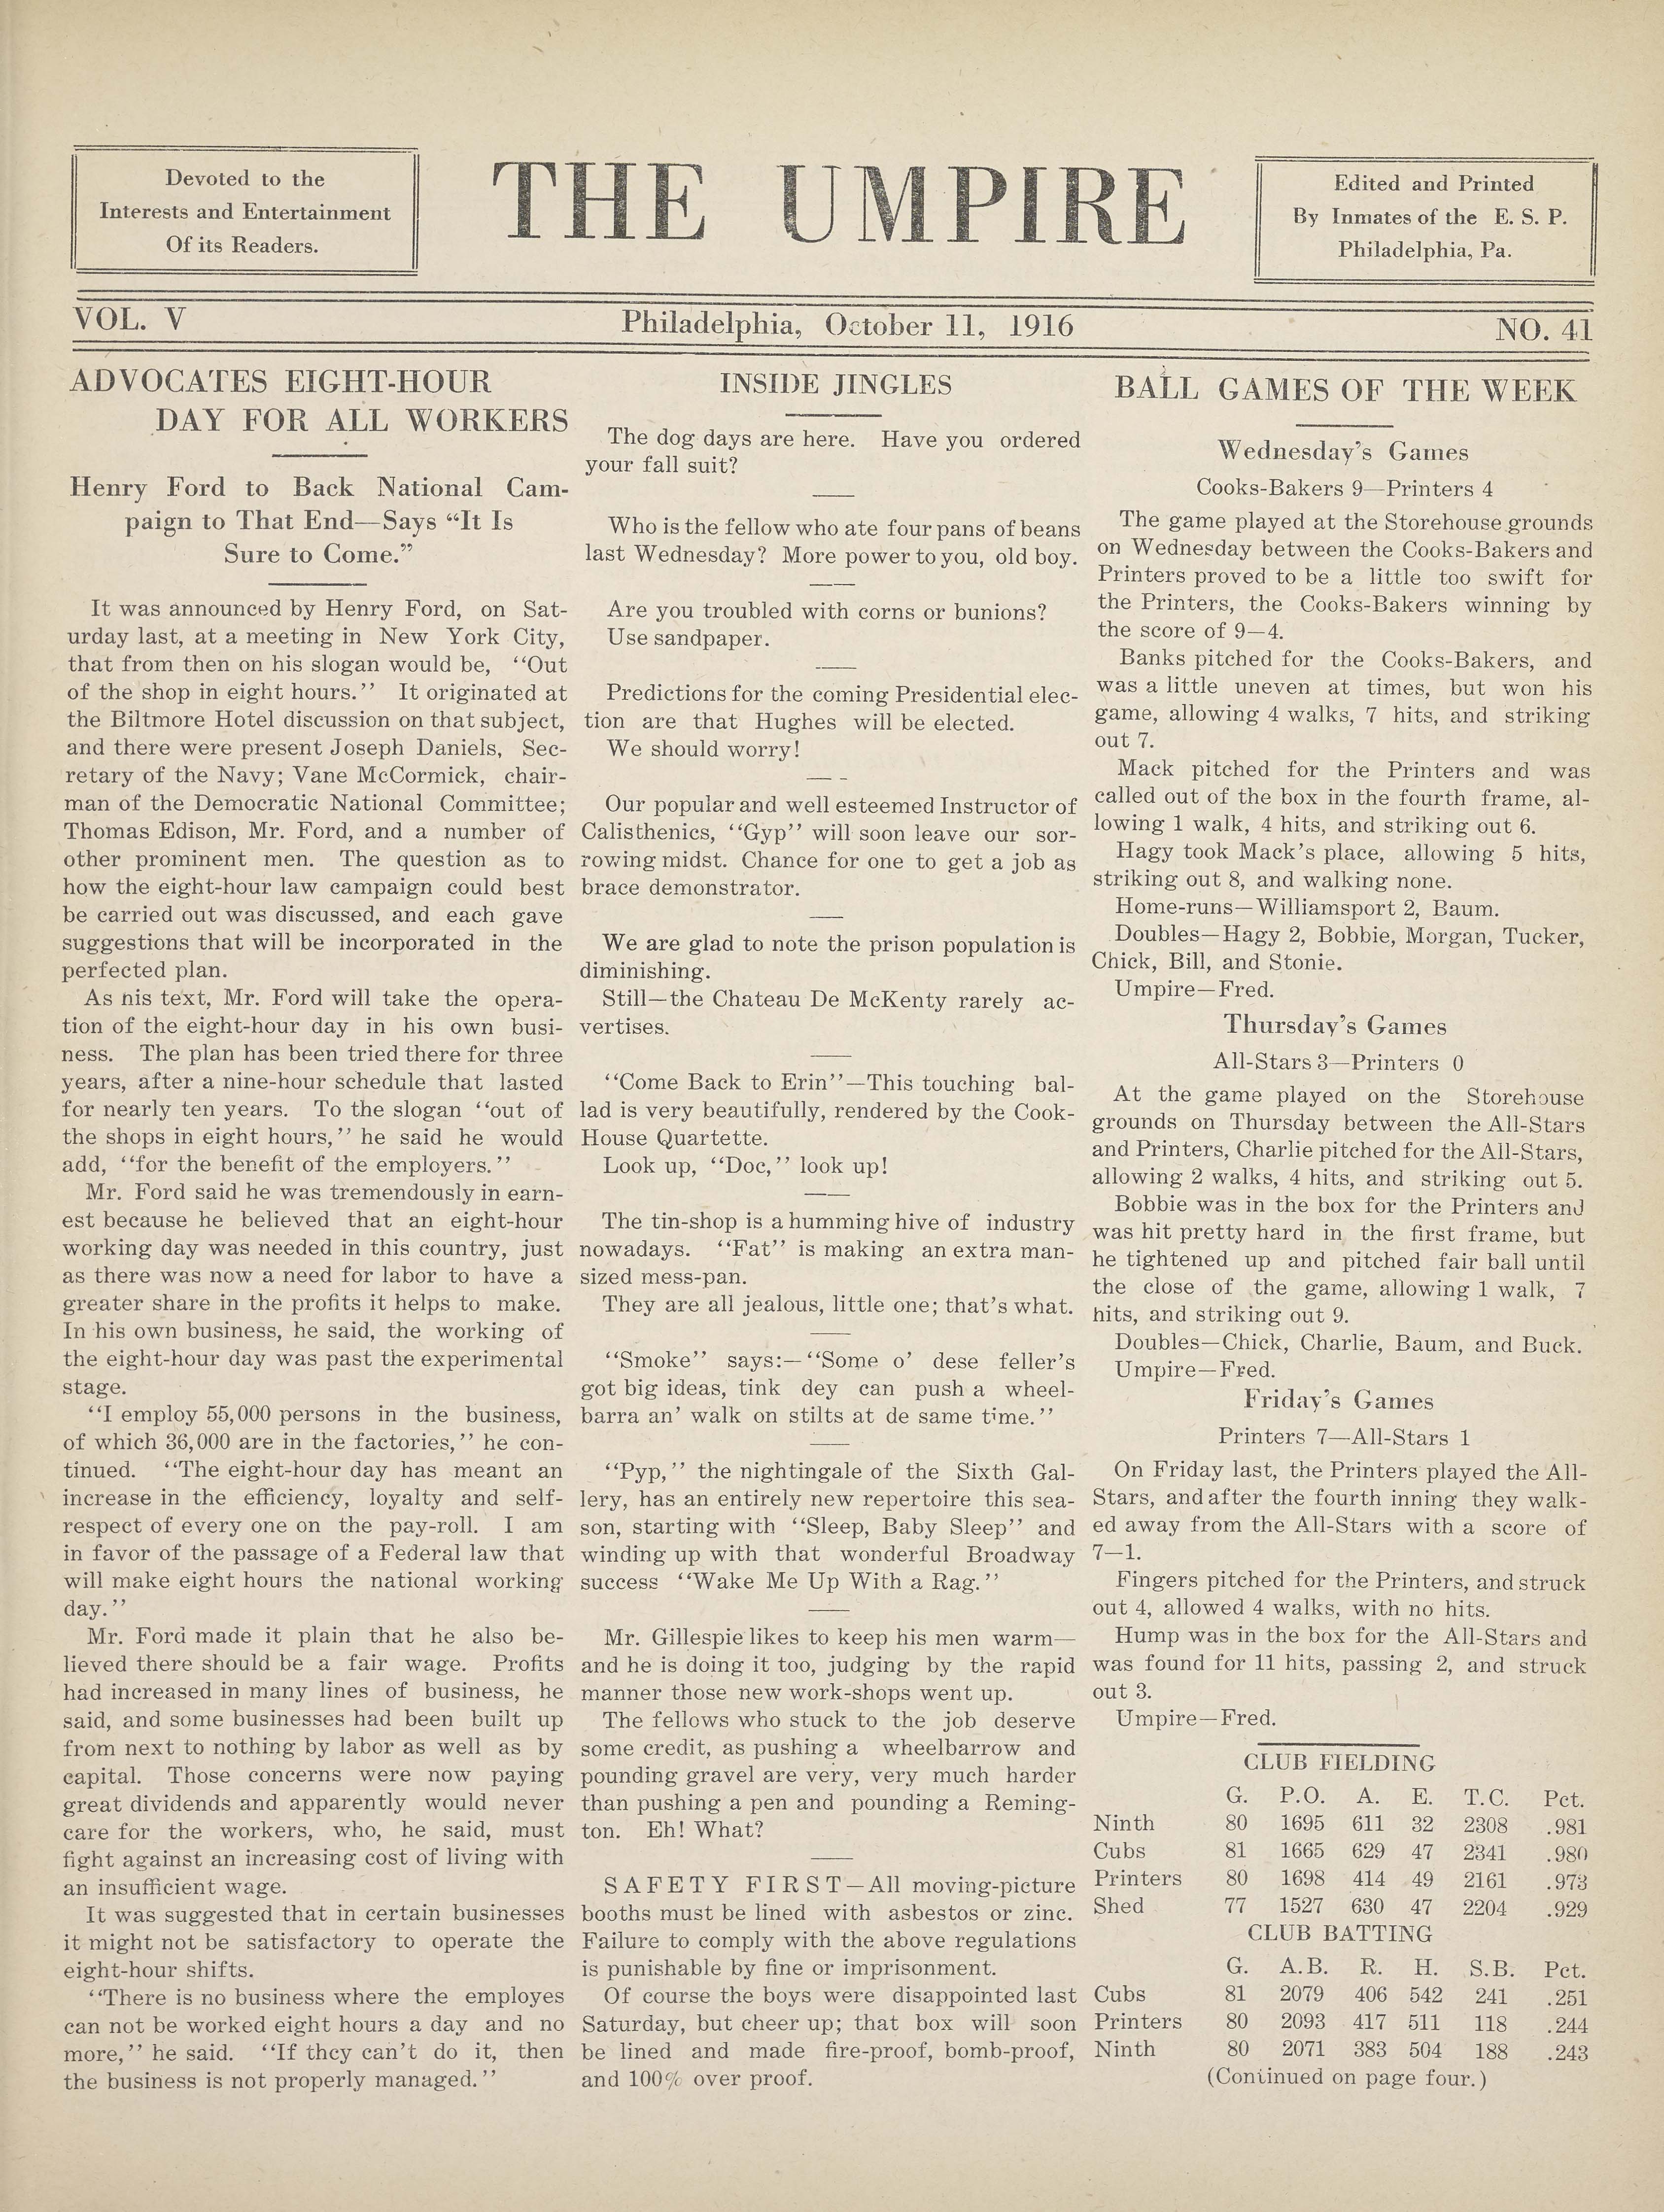 Devoted to the
Interests and Entertainment
Of its Readers.
THE UMPIRE
Edited and Printed
By Inmates of the E. S. P.
Philadelphia, Pa.
VOL. V
Philadelphia, October 11, 1916
NO. 41
ADVOCATES EIGHT-HOUR
DAY FOR ALL WORKERS
Henry Ford to Back National Cam-
paign to That End—Says “It Is
Sure to Come.”
It was announced by Henry Ford, on Sat-
urday last, at a meeting in New York City,
that from then on his slogan would be, ‘‘Out
of the shop in eight hours.’’ It originated at
the Biltmore Hotel discussion on that subject,
and there were present Joseph Daniels, Sec-
retary of the Navy; Vane McCormick, chair-
man of the Democratic National Committee;
Thomas Edison, Mr. Ford, and a number of
other prominent men. The question as to
how the eight-hour law campaign could best
be carried out was discussed, and each gave
suggestions that will be incorporated in the
perfected plan.
As nis text, Mr. Ford will take the opera-
tion of the eight-hour day in his own busi-
ness. The plan has been tried there for three
years, after a nine-hour schedule that lasted
for nearly ten years. To the slogan ‘‘out of
the shops in eight hours,’’ he said he would
add, ‘‘for the benefit of the employers.’’
Mr. Ford said he was tremendously in earn-
est because he believed that an eight-hour
working day was needed in this country, just
as there was now a need for labor to have a
greater share in the profits it helps to make.
In his own business, he said, the working of
the eight-hour day was past the experimental
stage.
‘‘I employ 55,000 persons in the business,
of which 36,000 are in the factories,’’ he con-
tinued. ‘‘The eight-hour day has meant an
increase in the efficiency, loyalty and self-
respect of every one on the pay-roll. I am
in favor of the passage of a Federal law that
will make eight hours the national working
day.’’
Mr. Ford made it plain that he also be-
lieved there should be a fair wage. Profits
had increased in many lines of business, he
said, and some businesses had been built up
from next to nothing by labor as well as by
capital. Those concerns were now paying
great dividends and apparently would never
care for the workers, who, he said, must
fight against an increasing cost of living with
an insufficient wage.
It was suggested that in certain businesses
it might not be satisfactory to operate the
eight-hour shifts.
‘‘There is no business where the employes
can not be worked eight hours a day and no
more,’’ he said. ‘‘If they can’t do it, then
the business is not properly managed.’’
INSIDE JINGLES
The dog days are here. Have you ordered
your fall suit?
Who is the fellow who ate four pans of beans
last Wednesday? More power to you, old boy.
Are you troubled with corns or bunions?
Use sandpaper.
Predictions for the coming Presidential elec-
tion are that Hughes will be elected.
We should worry!
Our popular and well esteemed Instructor of
Calisthenics, ‘‘Gyp’’ will soon leave our sor-
rowing midst. Chance for one to get a job as
brace demonstrator.
We are glad to note the prison population is
diminishing.
Still—the Chateau De McKenty rarely ac-
vertises.
‘‘Come Back to Erin’’—This touching bal-
lad is very beautifully, rendered by the Cook-
House Quartette.
Look up, ‘‘Doc,’’ look up!
The tin-shop is a humming hive of industry
nowadays. ‘‘Fat’’ is making an extra man-
sized mess-pan.
They are all jealous, little one; that’s what.
‘‘Smoke’’ says:—‘‘Some o’ dese feller’s
got big ideas, tink dey can push a wheel-
barra an’ walk on stilts at de same time.’’
‘‘Pyp,’’ the nightingale of the Sixth Gal-
lery, has an entirely new repertoire this sea-
son, starting with ‘‘Sleep, Baby Sleep’’ and
winding up with that wonderful Broadway
success ‘‘Wake Me Up With a Rag.’’
Mr. Gillespie likes to keep his men warm—
and he is doing it too, judging by the rapid
manner those new work-shops went up.
The fellows who stuck to the job deserve
some credit, as pushing a wheelbarrow and
pounding gravel are very, very much harder
than pushing a pen and pounding a Reming-
ton. Eh! What?
SAFETY FIRST—All moving-picture
booths must be lined with asbestos or zinc.
Failure to comply with the above regulations
is punishable by fine or imprisonment.
Of course the boys were disappointed last
Saturday, but cheer up; that box will soon
be lined and made fire-proof, bomb-proof,
and 100% over proof.
BALL GAMES OF THE WEEK
Wednesday’s Games
Cooks-Bakers 9—Printers 4
The game played at the Storehouse grounds
on Wednesday between the Cooks-Bakers and
Printers proved to be a little too swift for
the Printers, the Cooks-Bakers winning by
the score of 9—4.
Banks pitched for the Cooks-Bakers, and
was a little uneven at times, but won his
game, allowing 4 walks, 7 hits, and striking
out 7.
Mack pitched for the Printers and was
called out of the box in the fourth frame, al-
lowing 1 walk, 4 hits, and striking out 6.
Hagy took Mack’s place, allowing 5 hits,
striking out 8, and walking none.
Home-runs—Williamsport 2, Baum.
Doubles—Hagy 2, Bobbie, Morgan, Tucker,
Chick, Bill, and Stonie.
Umpire—Fred.
Thursday’s Games
All-Stars 3—Printers 0
At the game played on the Storehouse
grounds on Thursday between the All-Stars
and Printers, Charlie pitched for the All-Stars,
allowing 2 walks, 4 hits, and striking out 5.
Bobbie was in the box for the Printers and
was hit pretty hard in the first frame, but
he tightened up and pitched fair ball until
the close of the game, allowing 1 walk, 7
hits, and striking out 9.
Doubles—Chick, Charlie, Baum, and Buck.
Umpire—Fred.
Friday’s Games
Printers 7—All-Stars 1
On Friday last, the Printers played the All-
Stars, and after the fourth inning they walk-
ed away from the All-Stars with a score of
7—1.
Fingers pitched for the Printers, and struck
out 4, allowed 4 walks, with no hits.
Hump was in the box for the All-Stars and
was found for 11 hits, passing 2, and struck
out 3.
Umpire—Fred.
CLUB FIELDING
G. P.O. A. E. T.C. Pct.
Ninth 80 1695 611 32 2308 .981
Cubs 81 1665 629 47 2341 .980
Printers 80 1698 414 49 2161 .973
Shed 77 1527 630 47 2204 .929
CLUB BATTING
G. A.B. R. H. S.B. Pct.
Cubs 81 2079 406 542 241 .251
Printers 80 2093 417 511 118 .244
Ninth 80 2071 383 504 188 .243
(Continued on page four.)